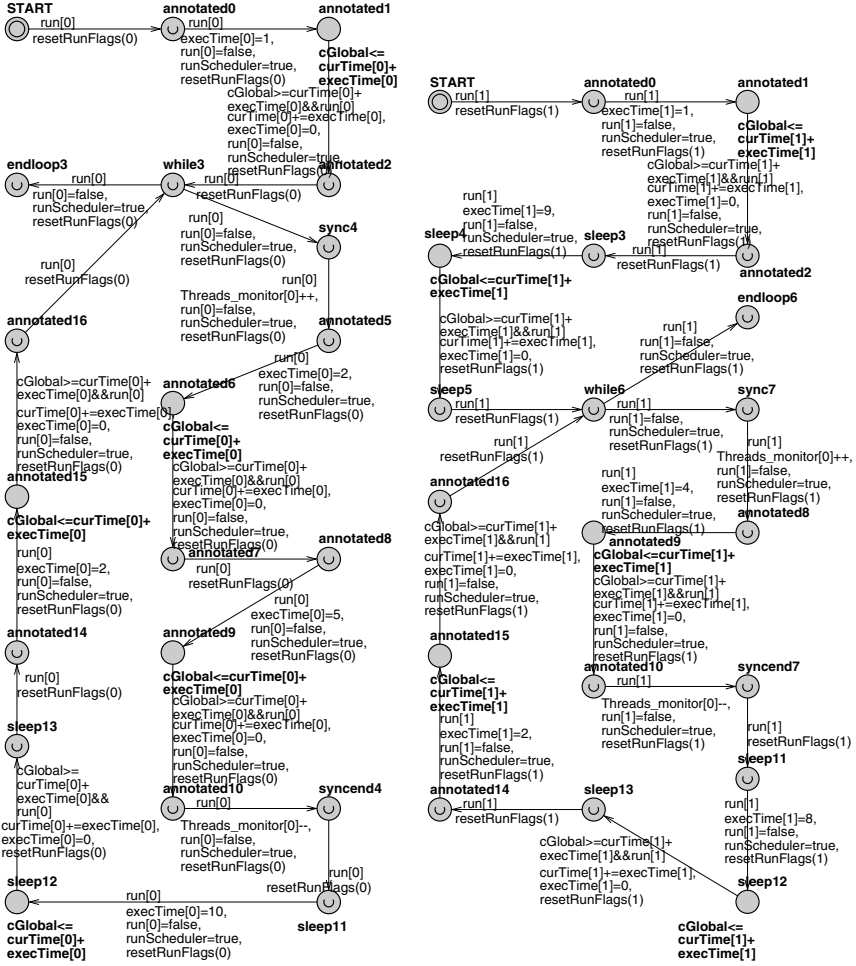 START
annotated0
annotated1
run[0]
resetRunFlags(0)
run[0]
execTime[0]=1,
run[0]=false,
runScheduler=true,
resetRunFlags(0)
cGlobal<=
curTime[0]+
execTime[0]
cGlobal>=curTime[0]+
execTime[0]&&run[0]
curTime[0]+=execTime[0],
execTime[0]=0,
run[0]=false,
runScheduler=true,
resetRunFlags(0)
endloop3
while3
annotated2
run[0]
run[0]=false,
runScheduler=true,
resetRunFlags(0)
run[0]
resetRunFlags(0)
run[0]
run[0]=false,
runScheduler=true,
resetRunFlags(0)
sync4
run[0]
resetRunFlags(0)
run[0]
Threads_monitor[0]++,
run[0]=false,
runScheduler=true,
resetRunFlags(0)
annotated16
annotated5
run[0]
execTime[0]=2,
run[0]=false,
runScheduler=true,
resetRunFlags(0)
annotated6
cGlobal>=curTime[0]+
execTime[0]&&run[0]
curTime[0]+=execTime[0],
execTime[0]=0,
run[0]=false,
runScheduler=true,
resetRunFlags(0)
cGlobal<=
curTime[0]+
execTime[0]
cGlobal>=curTime[0]+
execTime[0]&&run[0]
curTime[0]+=execTime[0],
execTime[0]=0,
run[0]=false,
runScheduler=true,
resetRunFlags(0)
annotated15
cGlobal<=curTime[0]+
execTime[0]
annotated7
annotated8
run[0]
resetRunFlags(0)
run[0]
execTime[0]=2,
run[0]=false,
runScheduler=true,
resetRunFlags(0)
run[0]
execTime[0]=5,
run[0]=false,
runScheduler=true,
resetRunFlags(0)
annotated14
annotated9
cGlobal<=curTime[0]+
execTime[0]
run[0]
resetRunFlags(0)
cGlobal>=curTime[0]+
execTime[0]&&run[0]
curTime[0]+=execTime[0],
execTime[0]=0,
run[0]=false,
runScheduler=true,
resetRunFlags(0)
sleep13
cGlobal>=
curTime[0]+
execTime[0]&&
run[0]
curTime[0]+=execTime[0],
execTime[0]=0,
resetRunFlags(0)
annotated10
syncend4
run[0]
Threads_monitor[0]--,
run[0]=false,
runScheduler=true,
resetRunFlags(0)
run[0]
resetRunFlags(0)
sleep12
sleep11
cGlobal<=
curTime[0]+
execTime[0]
run[0]
execTime[0]=10,
run[0]=false,
runScheduler=true,
resetRunFlags(0)
START
annotated0
annotated1
run[1]
resetRunFlags(1)
run[1]
execTime[1]=1,
run[1]=false,
runScheduler=true,
resetRunFlags(1)
cGlobal<=
curTime[1]+
execTime[1]
cGlobal>=curTime[1]+
execTime[1]&&run[1]
curTime[1]+=execTime[1],
execTime[1]=0,
run[1]=false,
runScheduler=true,
resetRunFlags(1)
run[1]
execTime[1]=9,
run[1]=false,
runScheduler=true,
resetRunFlags(1)
sleep4
sleep3
run[1]
resetRunFlags(1)
annotated2
cGlobal<=curTime[1]+
execTime[1]
endloop6
cGlobal>=curTime[1]+
execTime[1]&&run[1]
curTime[1]+=execTime[1],
execTime[1]=0,
resetRunFlags(1)
run[1]
run[1]=false,
runScheduler=true,
resetRunFlags(1)
sleep5
while6
sync7
run[1]
resetRunFlags(1)
run[1]
run[1]=false,
runScheduler=true,
resetRunFlags(1)
run[1]
resetRunFlags(1)
run[1]
Threads_monitor[0]++,
run[1]=false,
runScheduler=true,
resetRunFlags(1)
annotated16
run[1]
execTime[1]=4,
run[1]=false,
runScheduler=true,
resetRunFlags(1)
annotated8
annotated9
cGlobal<=curTime[1]+
execTime[1]
cGlobal>=curTime[1]+
execTime[1]&&run[1]
curTime[1]+=execTime[1],
execTime[1]=0,
run[1]=false,
runScheduler=true,
resetRunFlags(1)
cGlobal>=curTime[1]+
execTime[1]&&run[1]
curTime[1]+=execTime[1],
execTime[1]=0,
run[1]=false,
runScheduler=true,
resetRunFlags(1)
annotated15
cGlobal<=
curTime[1]+
execTime[1]
annotated10
syncend7
run[1]
Threads_monitor[0]--,
run[1]=false,
runScheduler=true,
resetRunFlags(1)
run[1]
execTime[1]=2,
run[1]=false,
runScheduler=true,
resetRunFlags(1)
run[1]
resetRunFlags(1)
sleep11
annotated14
sleep13
run[1]
resetRunFlags(1)
run[1]
execTime[1]=8,
run[1]=false,
runScheduler=true,
resetRunFlags(1)
cGlobal>=curTime[1]+
execTime[1]&&run[1]
curTime[1]+=execTime[1],
execTime[1]=0,
resetRunFlags(1)
sleep12
cGlobal<=
curTime[1]+
execTime[1]